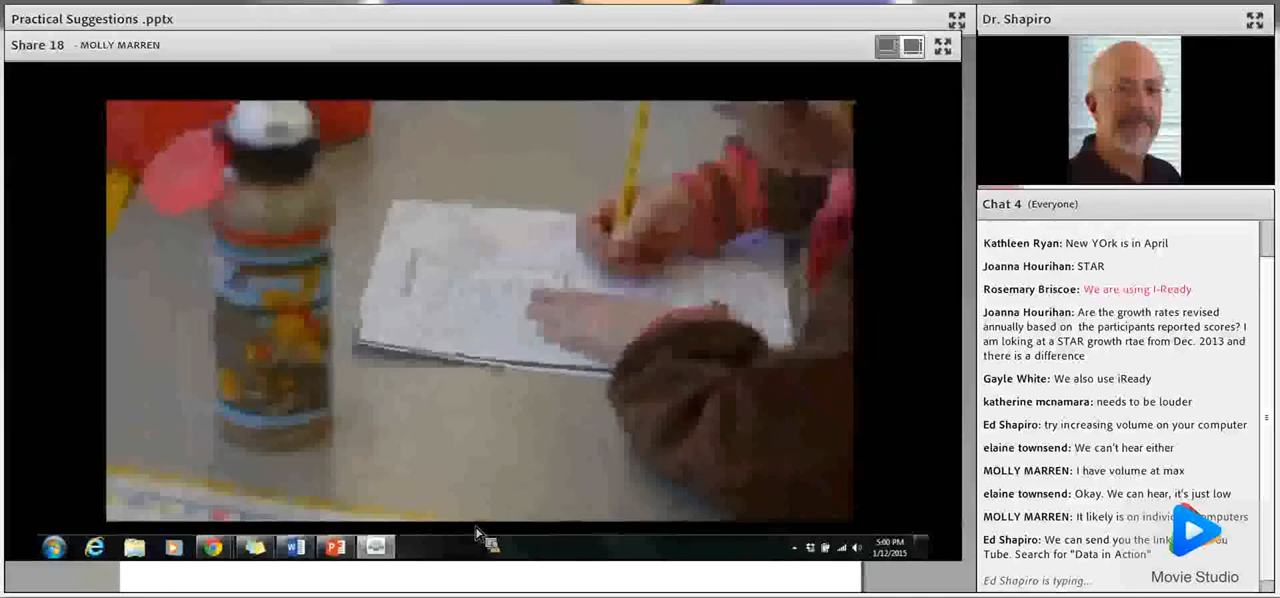 Practical Suggestions .pptx
Share 18 - MOLLY MARREN
5:00 PM
1/12/2015
Dr. Shapiro
Chat 4 (Everyone)
Kathleen Ryan: New YOrk is in April
Joanna Hourihan: STAR
Rosemary Briscoe: We are using I-Ready
Joanna Hourihan: Are the growth rates revised
annually based on the participants reported scores? I
am loking at a STAR growth rtae from Dec. 2013 and
there is a difference
Gayle White: We also use iReady
katherine mcnamara: needs to be louder
Ed Shapiro: try increasing volume on your computer
elaine townsend: We can't hear either
MOLLY MARREN: I have volume at max
elaine townsend: Okay. We can hear, it's just low
MOLLY MARREN: It likely is on computers
Ed Shapiro: We can send you the link
Tube. Search for "Data in Action"
Ed Shapiro is typing...
Movie Studio